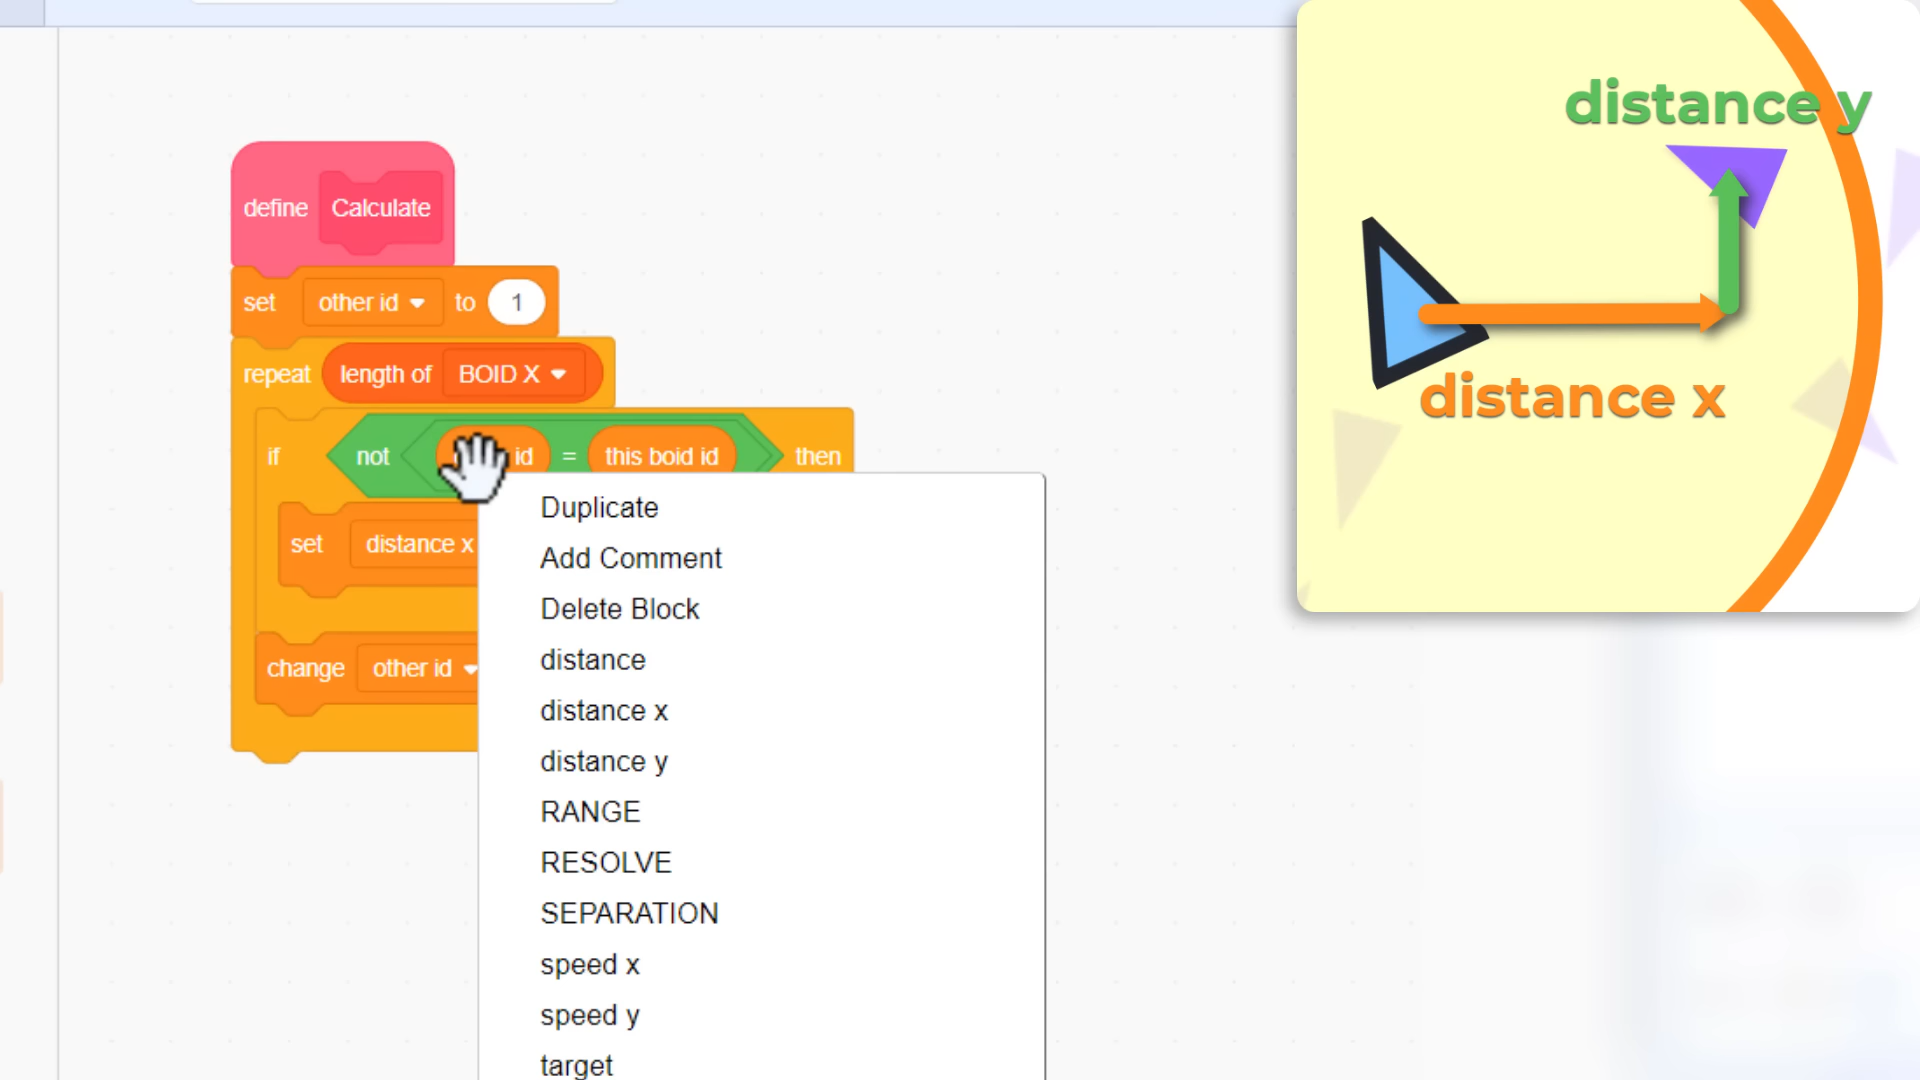 distance y
define Calculate
set other id to 1
repeat length of BOID X
if not id = this boid id then
set distance x
distance x
change other id
Duplicate
Add Comment
Delete Block
distance
distance x
distance y
RANGE
RESOLVE
SEPARATION
speed x
speed y
target